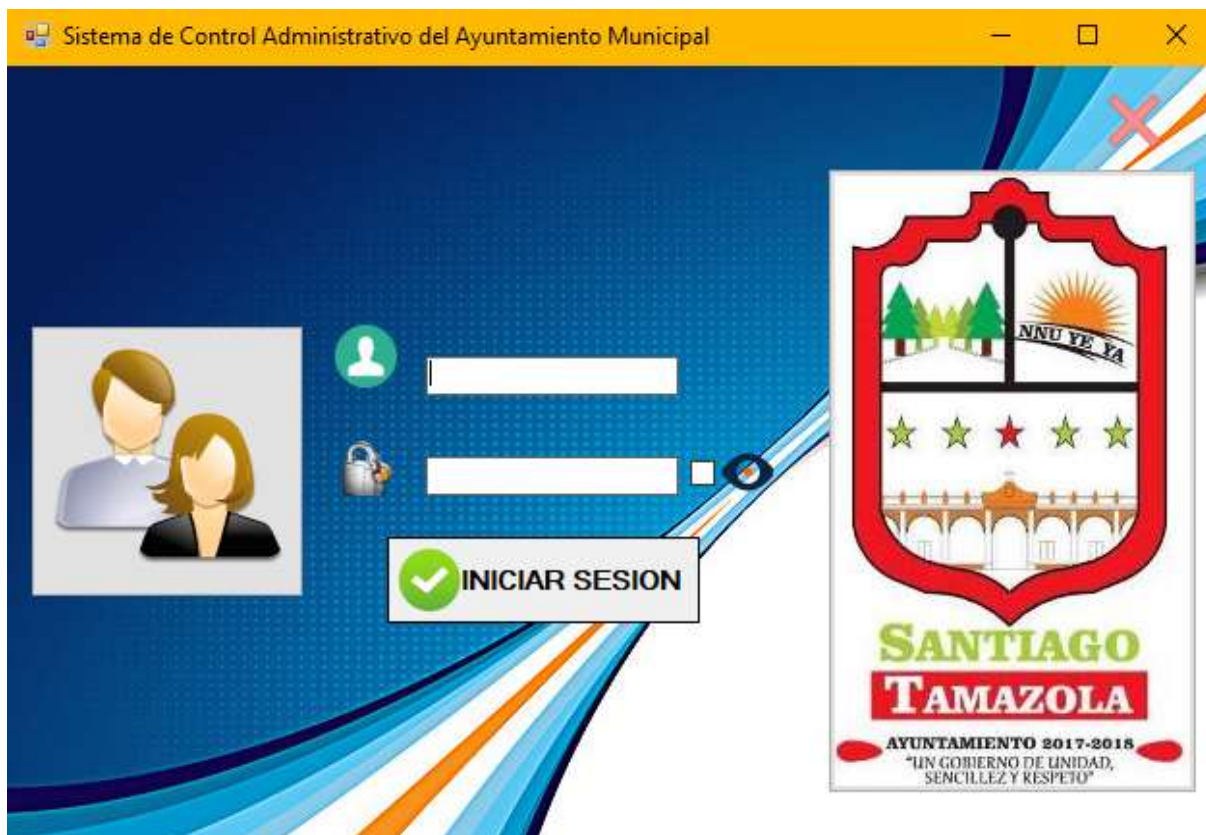 Sistema de Control Administrativo del Ayuntamiento Municipal
NNU YE YA
INICIAR SESION
SANTIAGO
TAMAZOLA
AYUNTAMIENTO 2017-2018
"UN GOBIERNO DE UNIDAD,
SENCILLEZ Y RESPETO"